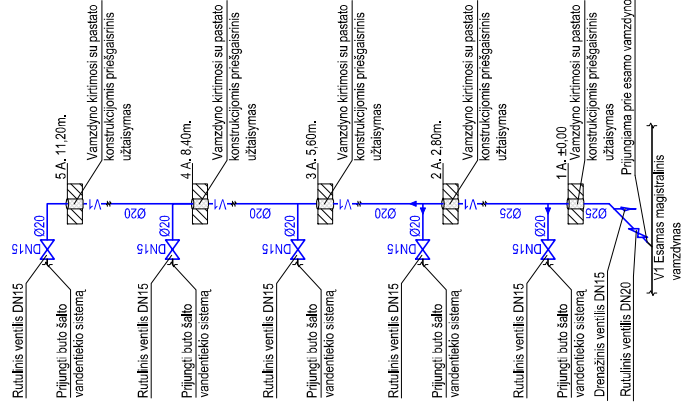 Rutulinis ventilis DN15
Prijungti buto šalto
vandentiekio sistemą
DN15
Ø20
5 A. 11,20m.
V1
Vamzdyno kirtimosi su pastato
konstrukcijomis priešgaisrinis
užtaisymas
Ø20
Rutulinis ventilis DN15
Prijungti buto šalto
vandentiekio sistemą
DN15
Ø20
4 A. 8,40m.
V1
Vamzdyno kirtimosi su pastato
konstrukcijomis priešgaisrinis
užtaisymas
Ø20
Rutulinis ventilis DN15
Prijungti buto šalto
vandentiekio sistemą
DN15
Ø20
3 A. 5,60m.
V1
Vamzdyno kirtimosi su pastato
konstrukcijomis priešgaisrinis
užtaisymas
Ø20
Rutulinis ventilis DN15
Prijungti buto šalto
vandentiekio sistemą
DN15
Ø20
2 A. 2,80m.
V1
Vamzdyno kirtimosi su pastato
konstrukcijomis priešgaisrinis
užtaisymas
Ø25
Rutulinis ventilis DN15
Prijungti buto šalto
vandentiekio sistemą
DN15
Ø20
1 A. ±0,00
Vamzdyno kirtimosi su pastato
konstrukcijomis priešgaisrinis
užtaisymas
Ø25
Drenažinis ventilis DN15
Rutulinis ventilis DN20
Prijungiama prie esamo vamzdyno
V1 Esamas magistralinis
vamzdynas